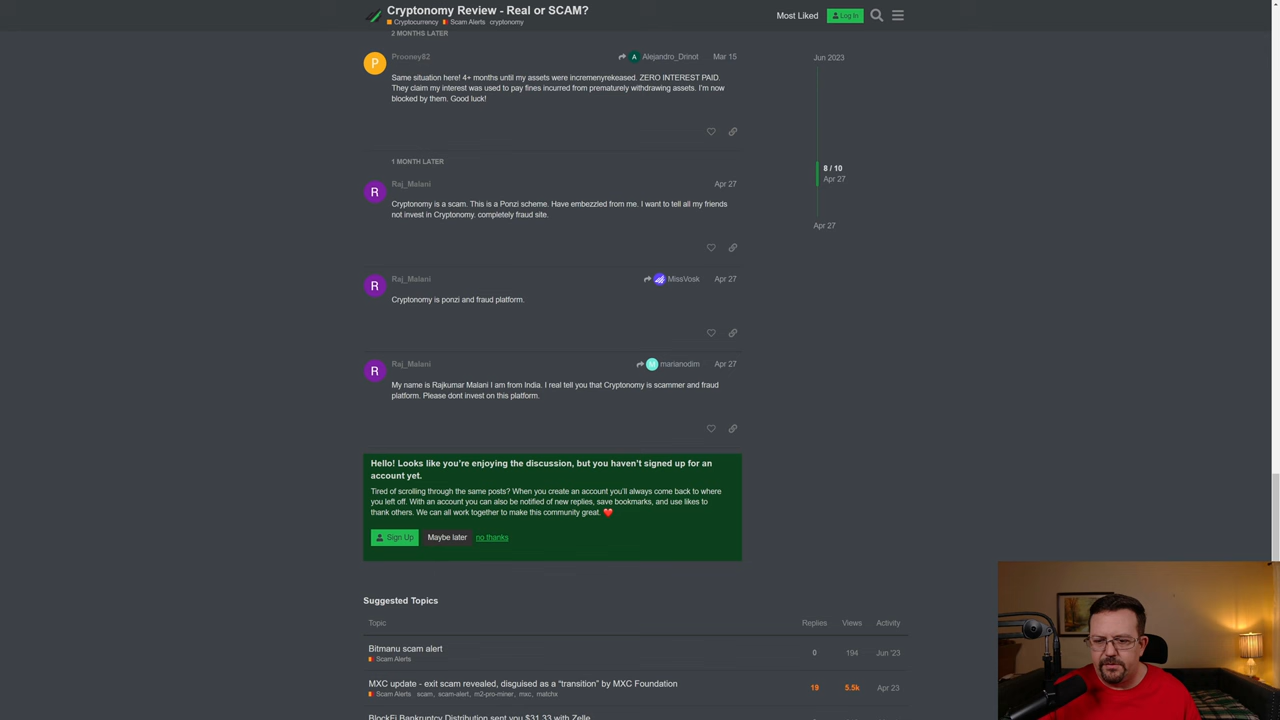 Cryptonomy Review - Real or SCAM?
Cryptocurrency Scam Alerts cryptonomy
Most Liked
Log In
2 MONTHS LATER
P
Prooney82
A Alejandro_Drinot Mar 15
Same situation here! 4+ months until my assets were incremenyrekeased. ZERO INTEREST PAID.
They claim my interest was used to pay fines incurred from prematurely withdrawing assets. I'm now
blocked by them. Good luck!
Jun 2023
8 / 10
Apr 27
Apr 27
1 MONTH LATER
R
Raj_Malani
Apr 27
Cryptonomy is a scam. This is a Ponzi scheme. Have embezzled from me. I want to tell all my friends
not invest in Cryptonomy. completely fraud site.
R
Raj_Malani
MissVosk Apr 27
Cryptonomy is ponzi and fraud platform.
R
Raj_Malani
M marianodim Apr 27
My name is Rajkumar Malani I am from India. I real tell you that Cryptonomy is scammer and fraud
platform. Please dont invest on this platform.
Hello! Looks like you're enjoying the discussion, but you haven't signed up for an
account yet.
Tired of scrolling through the same posts? When you create an account you'll always come back to where
you left off. With an account you can also be notified of new replies, save bookmarks, and use likes to
thank others. We can all work together to make this community great. ❤️
Sign Up Maybe later no thanks
Suggested Topics
Topic Replies Views Activity
Bitmanu scam alert 0 194 Jun '23
Scam Alerts
MXC update - exit scam revealed, disguised as a "transition" by MXC Foundation 19 5.5k Apr 23
Scam Alerts scam, scam-alert, m2-pro-miner, mxc, matchx
BlockFi Bankruptcy Distribution sent you $31.33 with Zelle